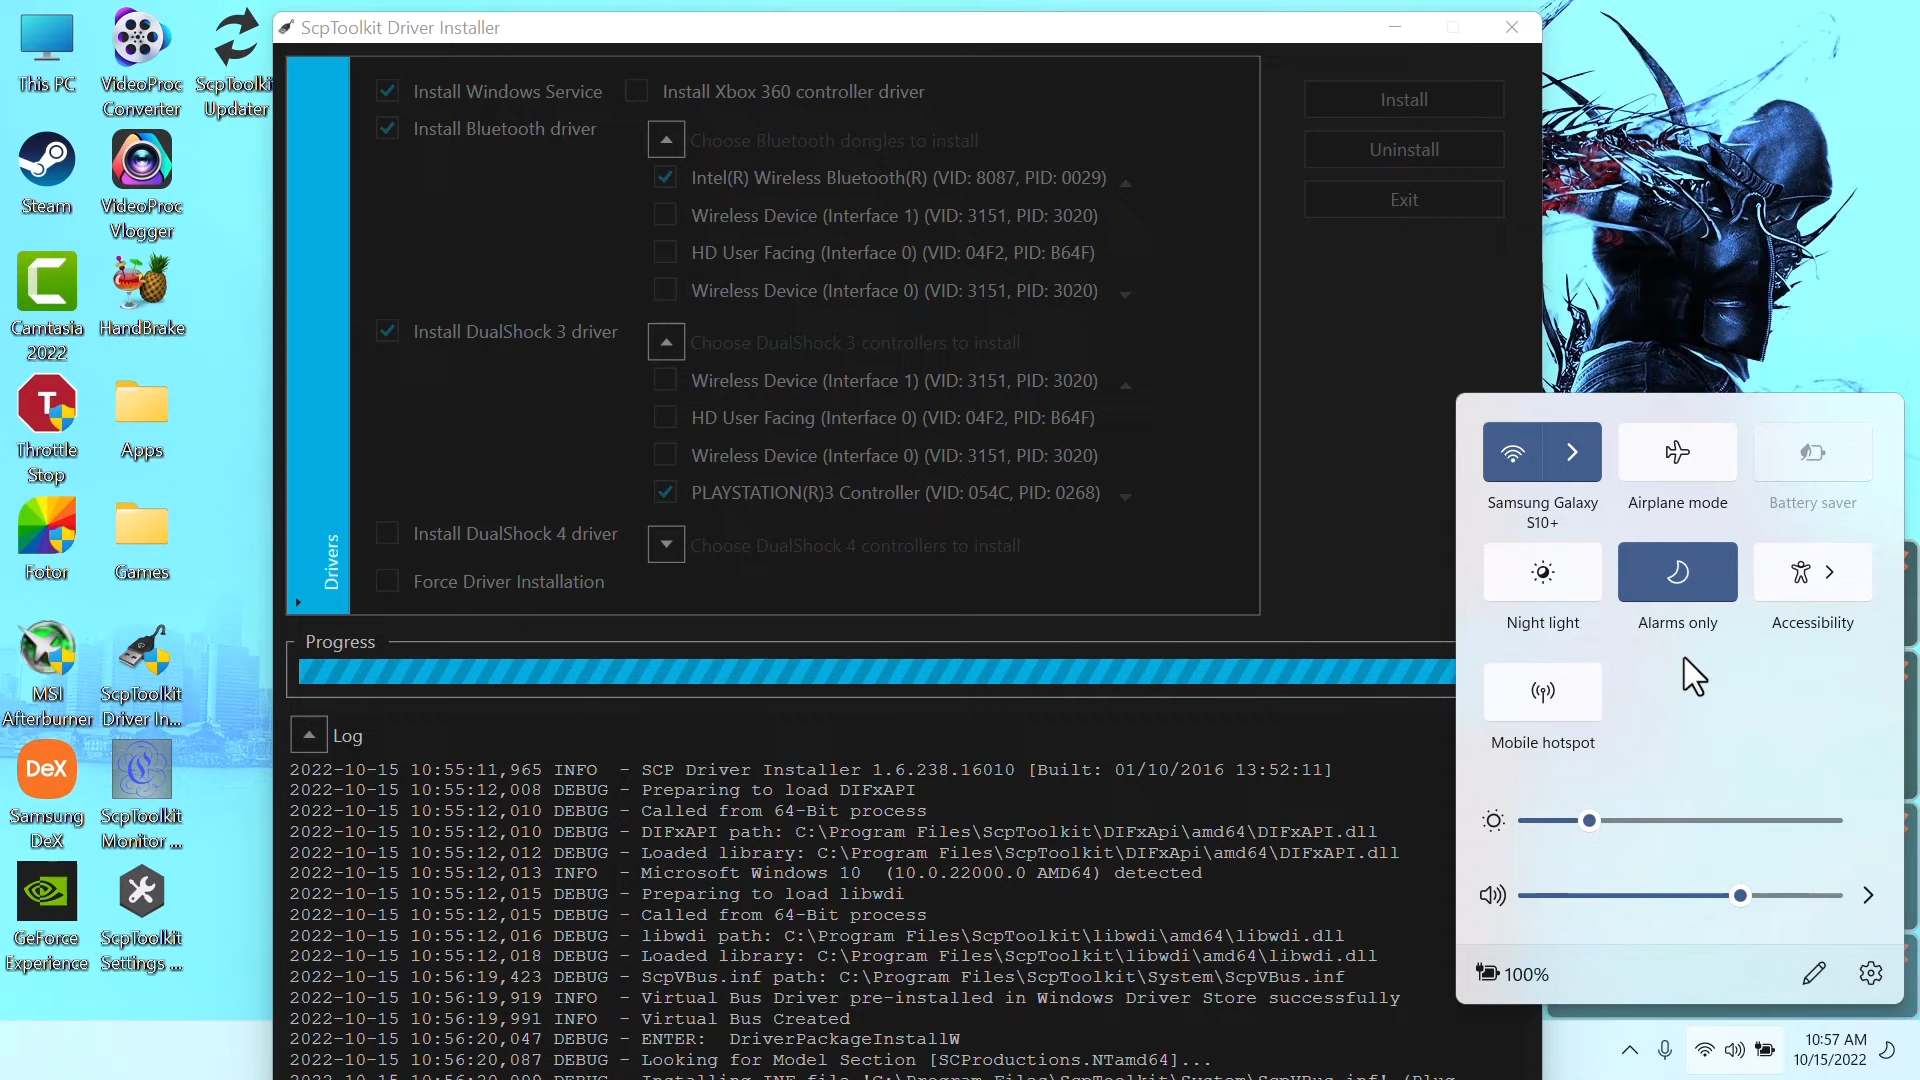 This PC
VideoProc
Converter
ScpToolkit
Updater
Steam
VideoProc
Vlogger
Camtasia
2022
HandBrake
Throttle
Stop
Apps
Fotor
Games
MSI
Afterburner
ScpToolkit
Driver In...
DeX
Samsung
DeX
ScpToolkit
Monitor ...
GeForce
Experience
ScpToolkit
Settings ...
ScpToolkit Driver Installer
Drivers
Install Windows Service
Install Xbox 360 controller driver
Install Bluetooth driver
Choose Bluetooth dongles to install
Intel(R) Wireless Bluetooth(R) (VID: 8087, PID: 0029)
Wireless Device (Interface 1) (VID: 3151, PID: 3020)
HD User Facing (Interface 0) (VID: 04F2, PID: B64F)
Wireless Device (Interface 0) (VID: 3151, PID: 3020)
Install DualShock 3 driver
Choose DualShock 3 controllers to install
Wireless Device (Interface 1) (VID: 3151, PID: 3020)
HD User Facing (Interface 0) (VID: 04F2, PID: B64F)
Wireless Device (Interface 0) (VID: 3151, PID: 3020)
PLAYSTATION(R)3 Controller (VID: 054C, PID: 0268)
Install DualShock 4 driver
Choose DualShock 4 controllers to install
Force Driver Installation
Install
Uninstall
Exit
Progress
Log
2022-10-15 10:55:11,965 INFO  - SCP Driver Installer 1.6.238.16010 [Built: 01/10/2016 13:52:11]
2022-10-15 10:55:12,008 DEBUG - Preparing to load DIFxAPI
2022-10-15 10:55:12,010 DEBUG - Called from 64-Bit process
2022-10-15 10:55:12,010 DEBUG - DIFxAPI path: C:\Program Files\ScpToolkit\DIFxApi\amd64\DIFxAPI.dll
2022-10-15 10:55:12,012 DEBUG - Loaded library: C:\Program Files\ScpToolkit\DIFxApi\amd64\DIFxAPI.dll
2022-10-15 10:55:12,013 INFO  - Microsoft Windows 10  (10.0.22000.0 AMD64) detected
2022-10-15 10:55:12,015 DEBUG - Preparing to load libwdi
2022-10-15 10:55:12,015 DEBUG - Called from 64-Bit process
2022-10-15 10:55:12,016 DEBUG - libwdi path: C:\Program Files\ScpToolkit\libwdi\amd64\libwdi.dll
2022-10-15 10:55:12,018 DEBUG - Loaded library: C:\Program Files\ScpToolkit\libwdi\amd64\libwdi.dll
2022-10-15 10:56:19,423 DEBUG - ScpVBus.inf path: C:\Program Files\ScpToolkit\System\ScpVBus.inf
2022-10-15 10:56:19,919 INFO  - Virtual Bus Driver pre-installed in Windows Driver Store successfully
2022-10-15 10:56:19,991 INFO  - Virtual Bus Created
2022-10-15 10:56:20,047 DEBUG - ENTER:  DriverPackageInstallW
2022-10-15 10:56:20,087 DEBUG - Looking for Model Section [SCProductions.NTamd64]...
Samsung Galaxy
S10+
Airplane mode
Battery saver
Night light
Alarms only
Accessibility
Mobile hotspot
100%
10:57 AM
10/15/2022